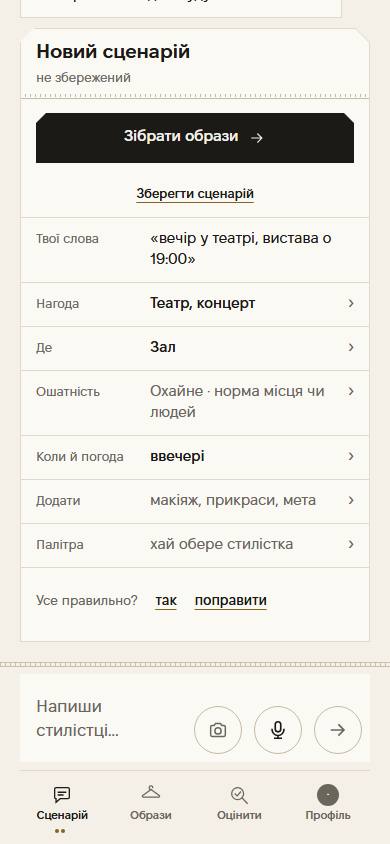 Новий сценарій
не збережений
Зібрати образи →
Зберегти сценарій
Твої слова
«вечір у театрі, вистава о
19:00»
Нагода
Театр, концерт
Де
Зал
Ошатність
Охайне · норма місця чи
людей
Коли й погода
ввечері
Додати
макіяж, прикраси, мета
Палітра
хай обере стилістка
Усе правильно? так поправити
Напиши
стилістці...
Сценарій
Образи
Оцінити
Профіль